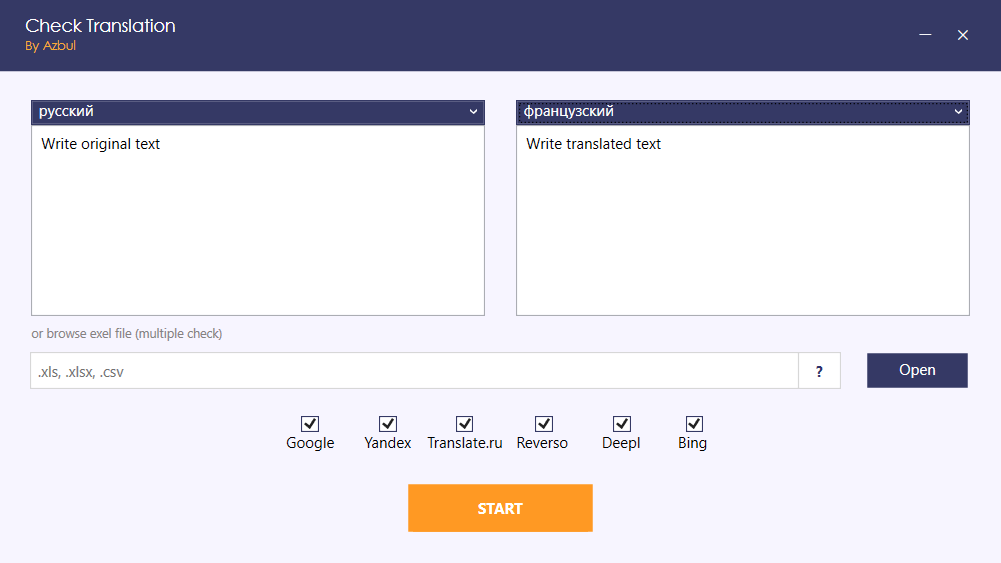 Check Translation
By Azbul
русский
французский
Write original text
Write translated text
or browse exel file (multiple check)
.xls, .xlsx, .csv
?
Open
Google Yandex Translate.ru Reverso Deepl Bing
START